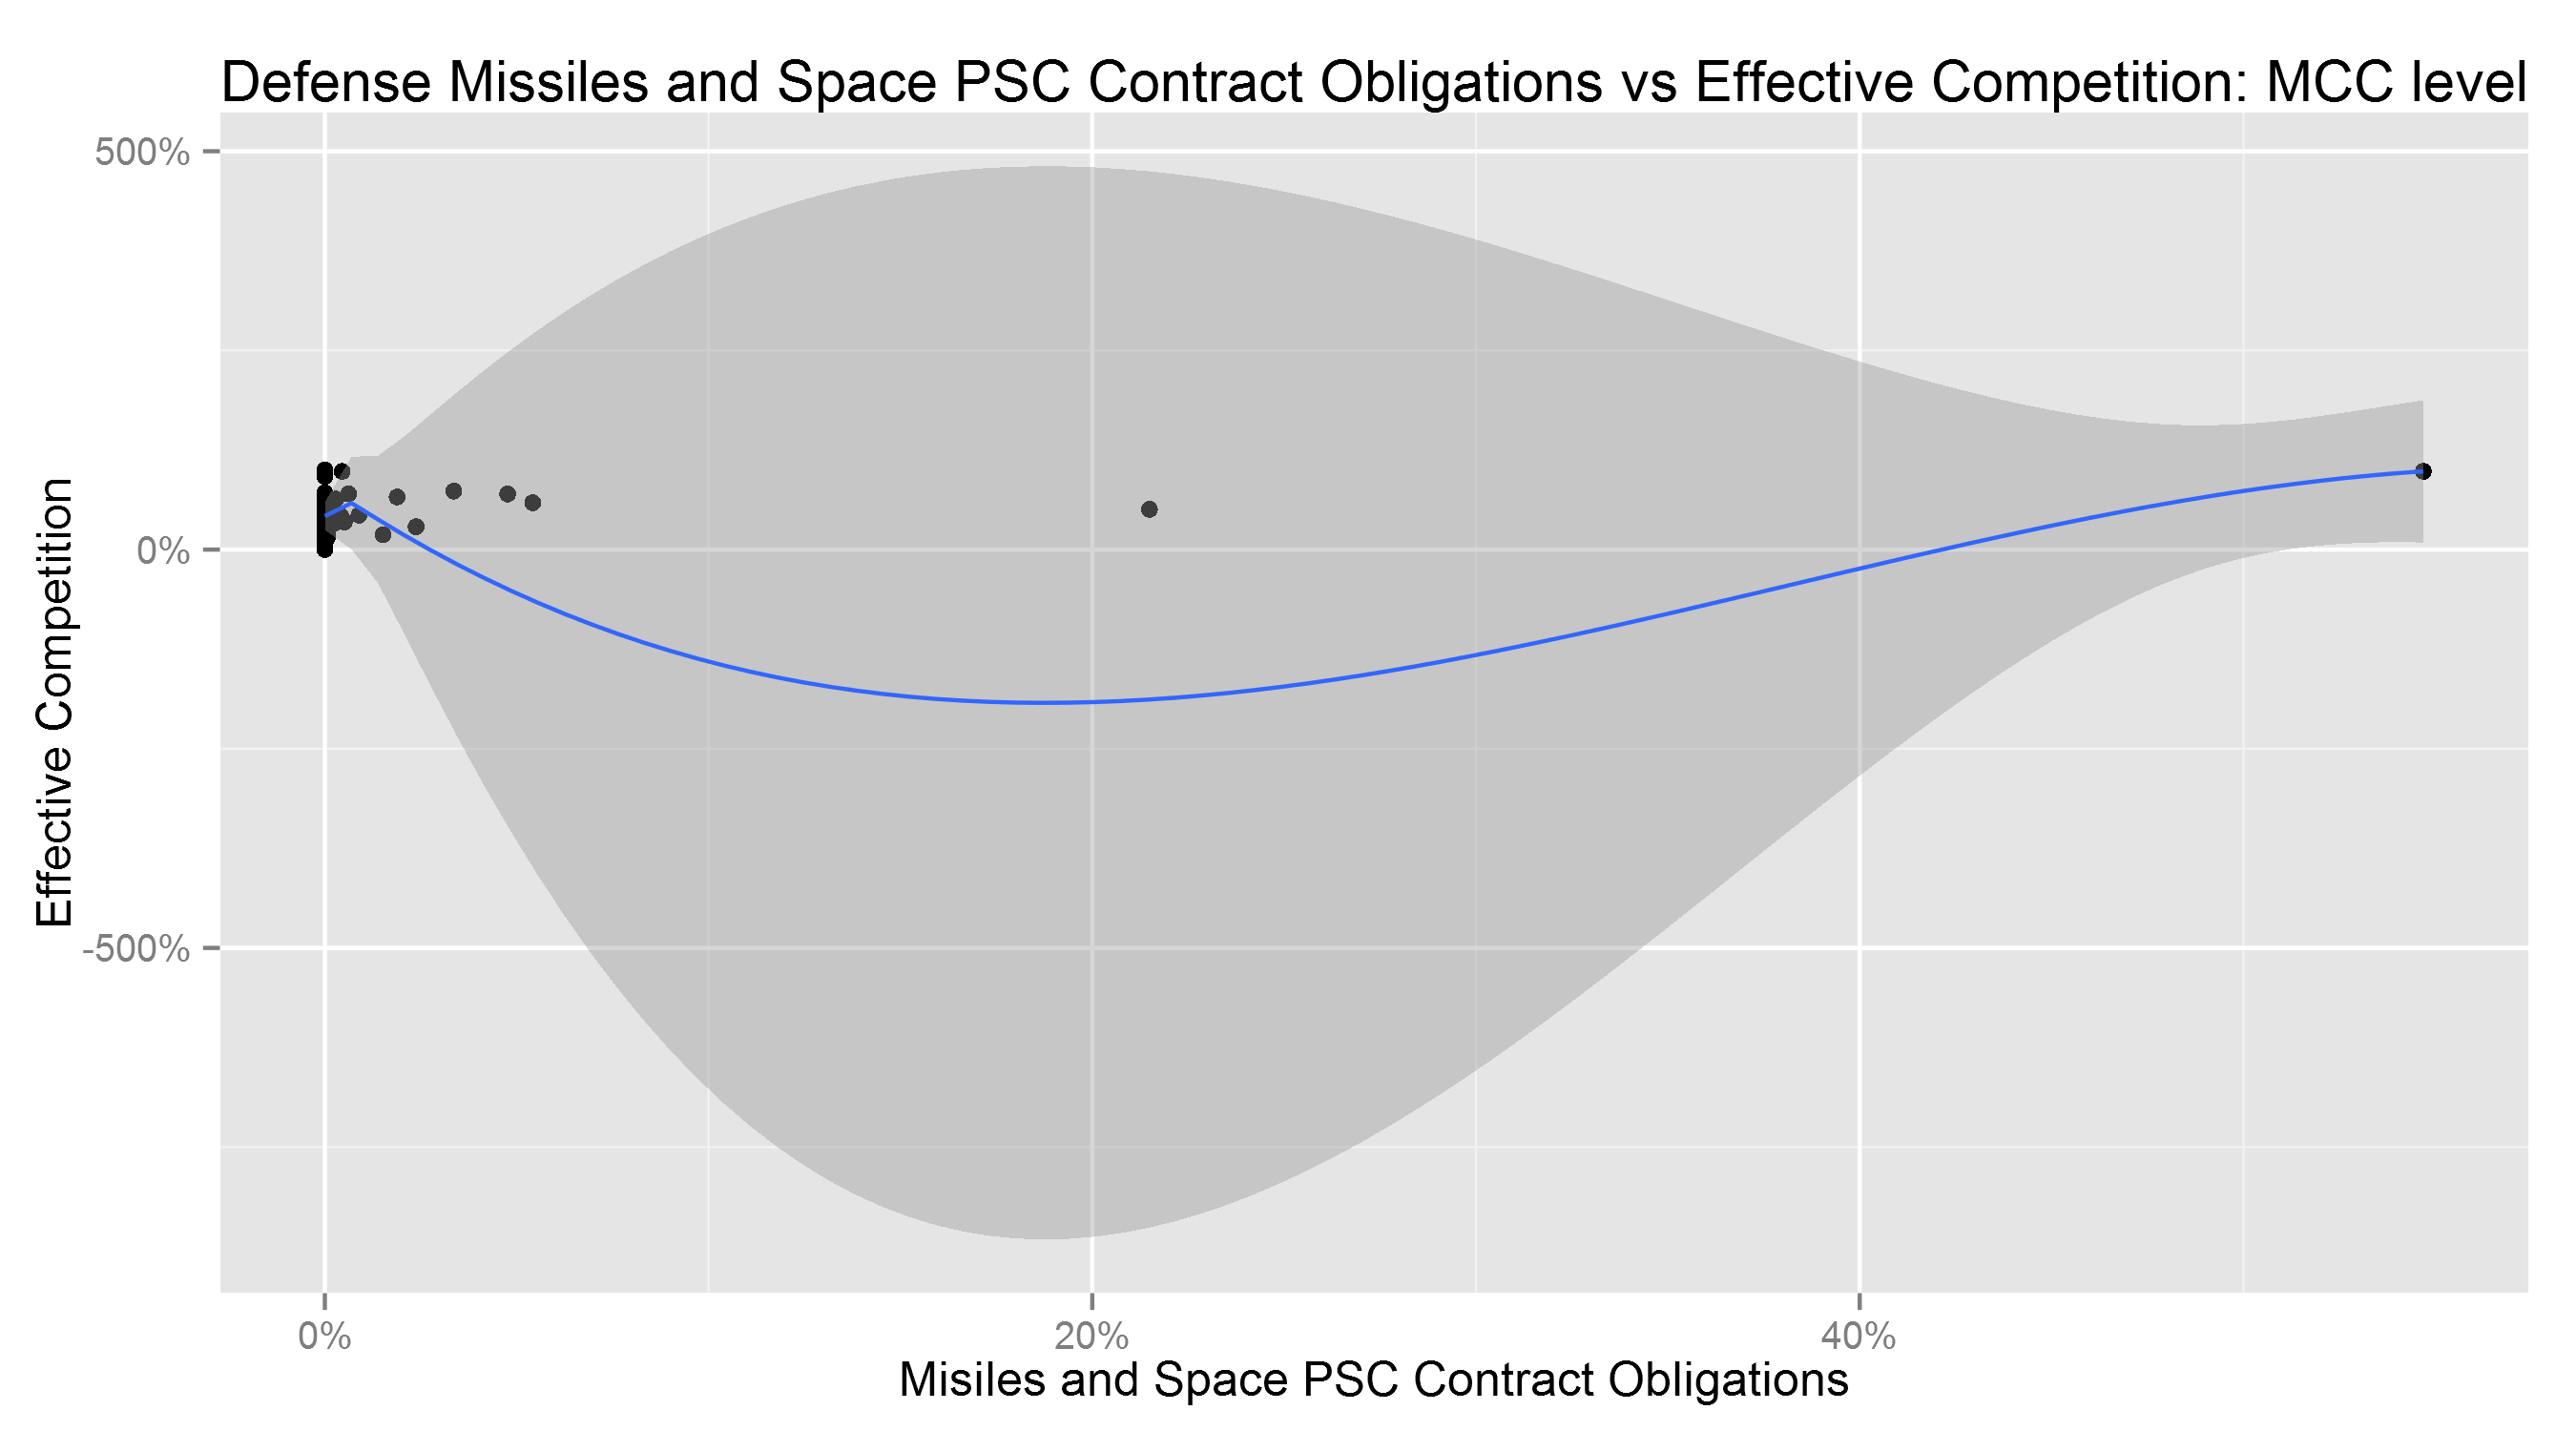 Defense Missiles and Space PSC Contract Obligations vs Effective Competition: MCC level
500%
0%
-500%
Effective Competition
0%
20%
40%
Misiles and Space PSC Contract Obligations